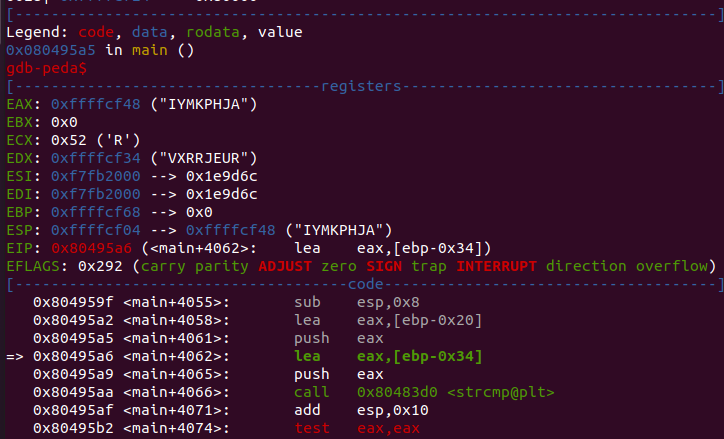 [------------------------------------------------------------------]
Legend: code, data, rodata, value
0x080495a5 in main ()
gdb-peda$
[----------------------------------registers-----------------------------------]
EAX: 0xffffcf48 ("IYMKPHJA")
EBX: 0x0
ECX: 0x52 ('R')
EDX: 0xffffcf34 ("VXRRJEUR")
ESI: 0xf7fb2000 --> 0x1e9d6c
EDI: 0xf7fb2000 --> 0x1e9d6c
EBP: 0xffffcf68 --> 0x0
ESP: 0xffffcf04 --> 0xffffcf48 ("IYMKPHJA")
EIP: 0x80495a6 (<main+4062>: lea eax,[ebp-0x34])
EFLAGS: 0x292 (carry parity ADJUST zero SIGN trap INTERRUPT direction overflow)
[-------------------------------------code-------------------------------------]
0x804959f <main+4055>: sub esp,0x8
0x80495a2 <main+4058>: lea eax,[ebp-0x20]
0x80495a5 <main+4061>: push eax
=> 0x80495a6 <main+4062>: lea eax,[ebp-0x34]
0x80495a9 <main+4065>: push eax
0x80495aa <main+4066>: call 0x80483d0 <strcmp@plt>
0x80495af <main+4071>: add esp,0x10
0x80495b2 <main+4074>: test eax,eax